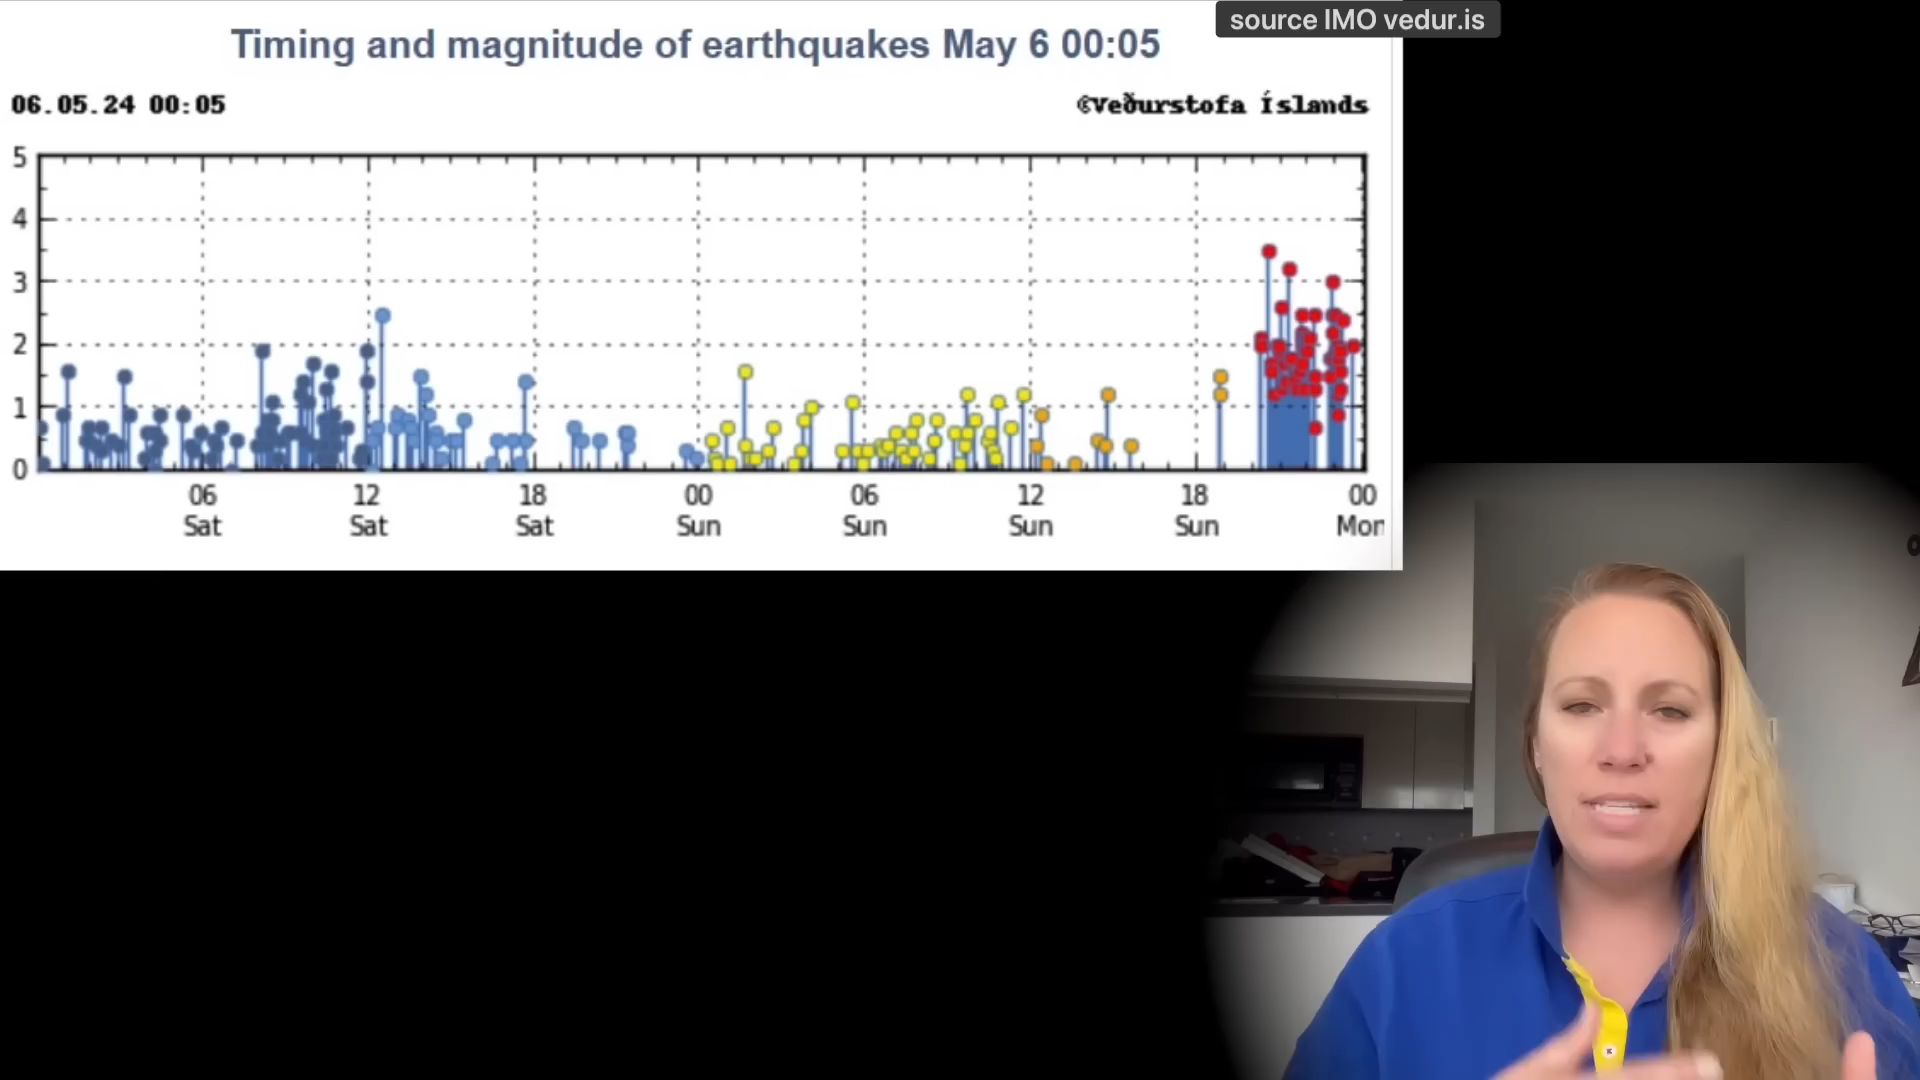 source IMO vedur.is
Timing and magnitude of earthquakes May 6 00:05
06.05.24 00:05
©Veðurstofa Íslands
5
4
3
2
1
0
06 12 18 00 06 12 18 00
Sat Sat Sat Sun Sun Sun Sun Mon